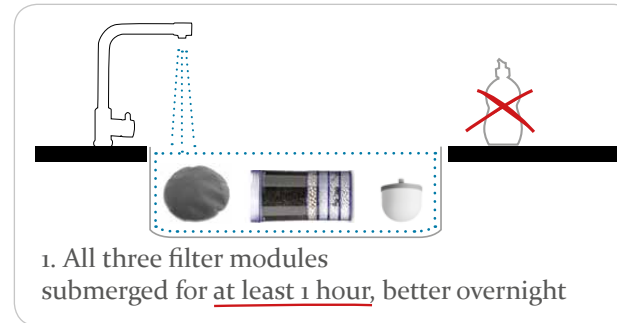 1. All three filter modules
submerged for at least 1 hour, better overnight